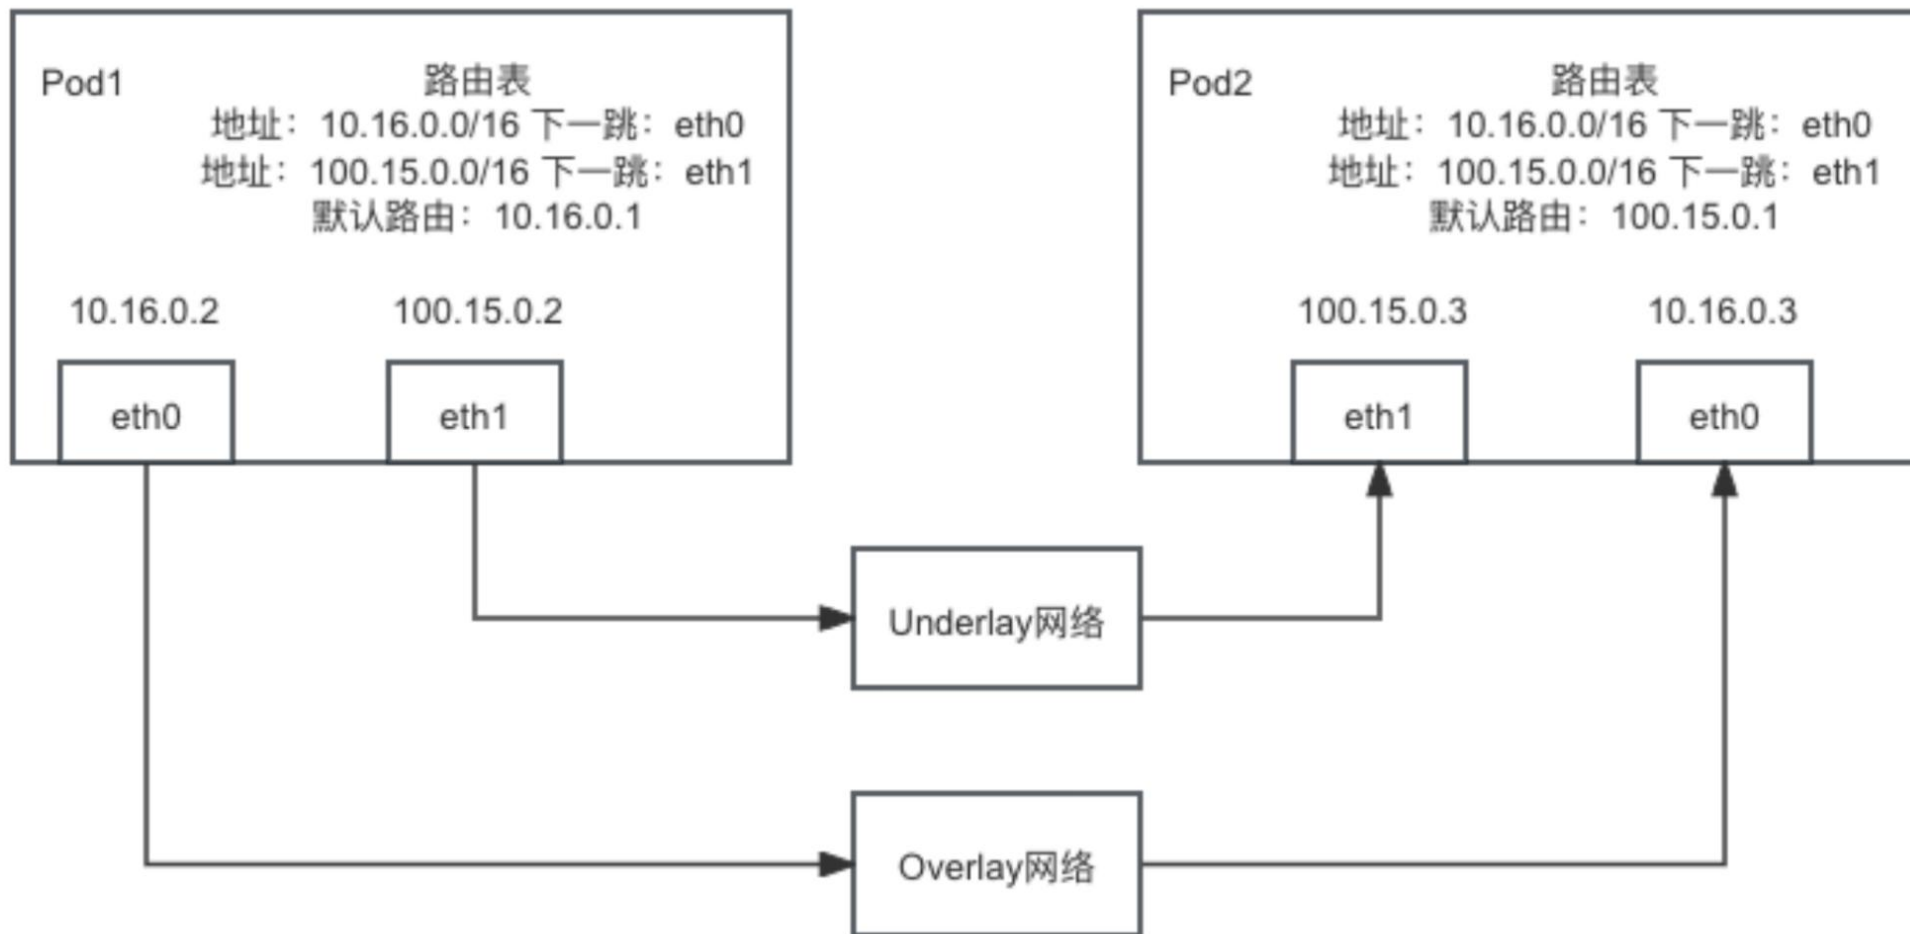 Pod1
路由表
地址：10.16.0.0/16 下一跳：eth0
地址：100.15.0.0/16 下一跳：eth1
默认路由：10.16.0.1
10.16.0.2
100.15.0.2
eth0
eth1
Pod2
路由表
地址：10.16.0.0/16 下一跳：eth0
地址：100.15.0.0/16 下一跳：eth1
默认路由：100.15.0.1
100.15.0.3
10.16.0.3
eth1
eth0
Underlay网络
Overlay网络